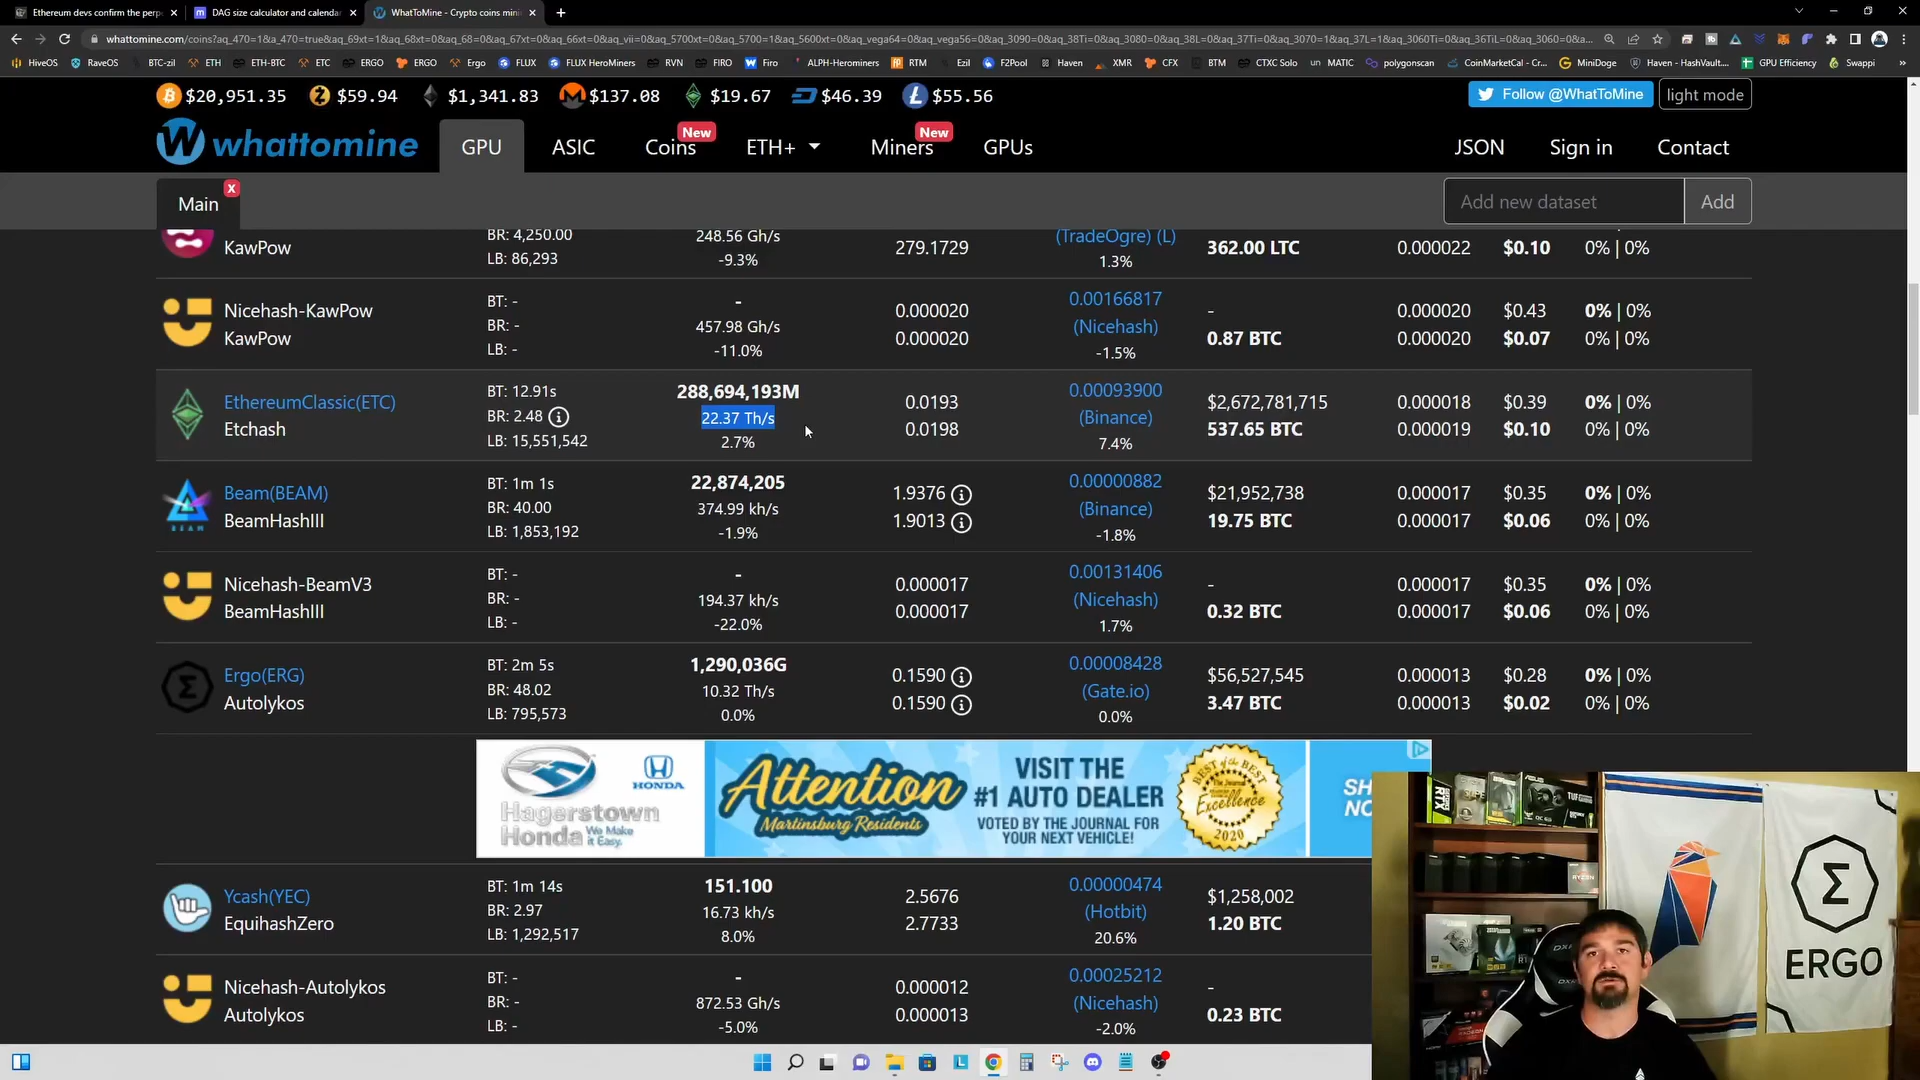 Ethereum devs confirm the perp
DAG size calculator and calenda
WhatToMine - Crypto coins mini
whattomine.com/coins?aq_470=1&a_470=true&aq_69xt=1&aq_68xt=0&aq_68=0&aq_67xt=0&aq_66xt=0&aq_vii=0&aq_5700xt=0&aq_5700=1&aq_5600xt=0&aq_vega64=0&aq_vega56=0&aq_3090=0&aq_38Ti=0&aq_3080=0&aq_38L=0&aq_37Ti=0&aq_3070=1&aq_37L=1&aq_3060Ti=0&aq_36TiL=0&aq_3060=0&a...
HiveOS RaveOS BTC-zil ETH ETH-BTC ETC ERGO ERGO Ergo FLUX FLUX HeroMiners RVN FIRO Firo ALPH-Herominers RTM Ezil F2Pool Haven XMR CFX BTM CTXC Solo MATIC polygonscan CoinMarketCal - Cr... MiniDoge Haven - HashVault.... GPU Efficiency Swappi »
$20,951.35 $59.94 $1,341.83 $137.08 $19.67 $46.39 $55.56
Follow @WhatToMine light mode
whattomine GPU ASIC Coins New ETH+ Miners New GPUs JSON Sign in Contact
Main x Add new dataset Add
KawPow
BR: 4,250.00
LB: 86,293
248.56 Gh/s
-9.3%
279.1729
(TradeOgre) (L)
1.3%
362.00 LTC
0.000022
$0.10
0% | 0%
Nicehash-KawPow
KawPow
BT: -
BR: -
LB: -
-
457.98 Gh/s
-11.0%
0.000020
0.000020
0.00166817
(Nicehash)
-1.5%
-
0.87 BTC
0.000020
0.000020
$0.43
$0.07
0% | 0%
0% | 0%
EthereumClassic(ETC)
Etchash
BT: 12.91s
BR: 2.48
LB: 15,551,542
288,694,193M
22.37 Th/s
2.7%
0.0193
0.0198
0.00093900
(Binance)
7.4%
$2,672,781,715
537.65 BTC
0.000018
0.000019
$0.39
$0.10
0% | 0%
0% | 0%
Beam(BEAM)
BeamHashIII
BT: 1m 1s
BR: 40.00
LB: 1,853,192
22,874,205
374.99 kh/s
-1.9%
1.9376
1.9013
0.00000882
(Binance)
-1.8%
$21,952,738
19.75 BTC
0.000017
0.000017
$0.35
$0.06
0% | 0%
0% | 0%
Nicehash-BeamV3
BeamHashIII
BT: -
BR: -
LB: -
-
194.37 kh/s
-22.0%
0.000017
0.000017
0.00131406
(Nicehash)
1.7%
-
0.32 BTC
0.000017
0.000017
$0.35
$0.06
0% | 0%
0% | 0%
Ergo(ERG)
Autolykos
BT: 2m 5s
BR: 48.02
LB: 795,573
1,290,036G
10.32 Th/s
0.0%
0.1590
0.1590
0.00008428
(Gate.io)
0.0%
$56,527,545
3.47 BTC
0.000013
0.000013
$0.28
$0.02
0% | 0%
0% | 0%
HONDA
Hagerstown
Honda We Make it Easy.
Attention
Martinsburg Residents
VISIT THE
#1 AUTO DEALER
VOTED BY THE JOURNAL FOR
YOUR NEXT VEHICLE!
BEST of the BEST
Excellence
2020
SH
NO
Ycash(YEC)
EquihashZero
BT: 1m 14s
BR: 2.97
LB: 1,292,517
151.100
16.73 kh/s
8.0%
2.5676
2.7733
0.00000474
(Hotbit)
20.6%
$1,258,002
1.20 BTC
Nicehash-Autolykos
Autolykos
BT: -
BR: -
LB: -
-
872.53 Gh/s
-5.0%
0.000012
0.000013
0.00025212
(Nicehash)
-2.0%
-
0.23 BTC
RTX
SUPER
ASUS
TUF
RYZEN
Σ
ERGO